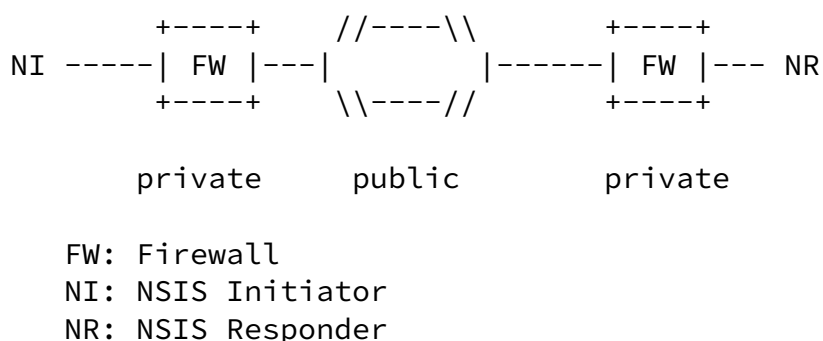 +----+ //----\\ +----+
NI -----| FW |---| |------| FW |--- NR
+----+ \\----// +----+
private public private
FW: Firewall
NI: NSIS Initiator
NR: NSIS Responder